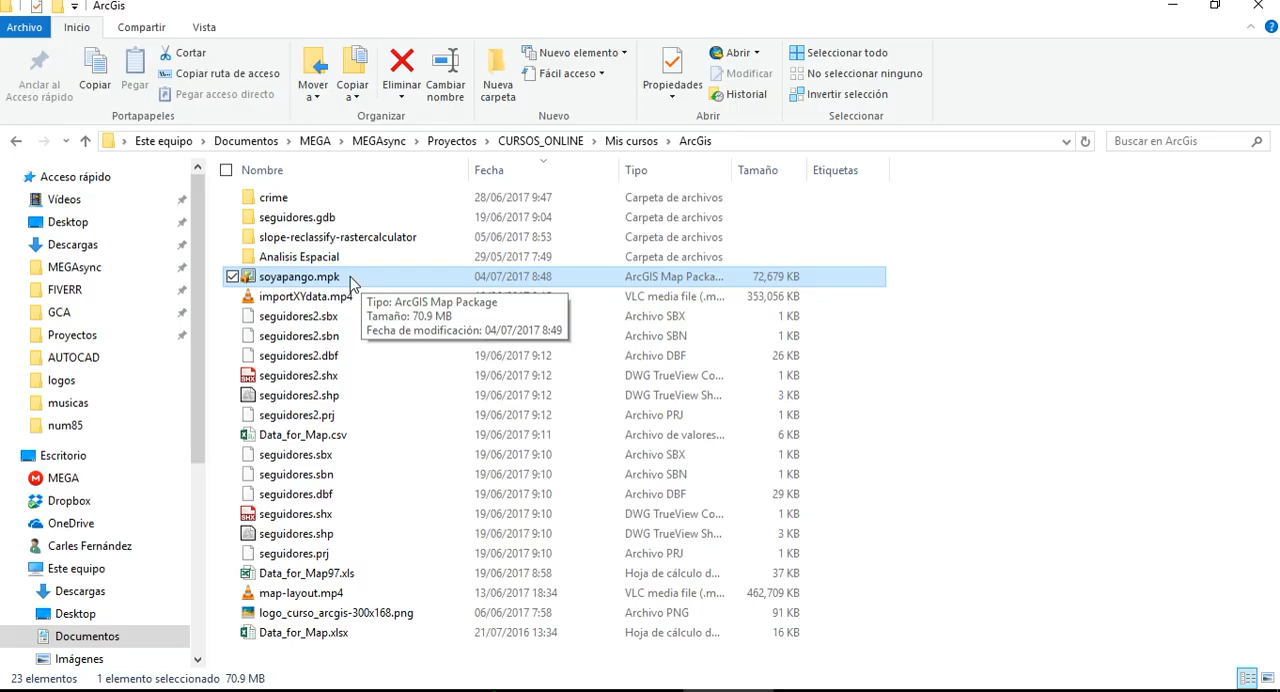 ArcGis
Archivo Inicio Compartir Vista
Anclar al Acceso rápido
Copiar
Pegar
Cortar
Copiar ruta de acceso
Pegar acceso directo
Portapapeles
Mover a
Copiar a
Eliminar
Cambiar nombre
Organizar
Nueva carpeta
Nuevo elemento
Fácil acceso
Nuevo
Propiedades
Abrir
Modificar
Historial
Abrir
Seleccionar todo
No seleccionar ninguno
Invertir selección
Seleccionar
Este equipo > Documentos > MEGA > MEGAsync > Proyectos > CURSOS_ONLINE > Mis cursos > ArcGis
Buscar en ArcGis
Acceso rápido
Vídeos
Desktop
Descargas
MEGAsync
FIVERR
GCA
Proyectos
AUTOCAD
logos
musicas
num85
Escritorio
MEGA
Dropbox
OneDrive
Carles Fernández
Este equipo
Descargas
Desktop
Documentos
Imágenes
Nombre Fecha Tipo Tamaño Etiquetas
crime 28/06/2017 9:47 Carpeta de archivos
seguidores.gdb 19/06/2017 9:04 Carpeta de archivos
slope-reclassify-rastercalculator 05/06/2017 8:53 Carpeta de archivos
Analisis Espacial 29/05/2017 7:49 Carpeta de archivos
soyapango.mpk 04/07/2017 8:48 ArcGIS Map Packa... 72,679 KB
importXYdata.mp4 VLC media file (.m... 353,056 KB
Tipo: ArcGIS Map Package
Tamaño: 70.9 MB
Fecha de modificación: 04/07/2017 8:49
seguidores2.sbx Archivo SBX 1 KB
seguidores2.sbn Archivo SBN 1 KB
seguidores2.dbf 19/06/2017 9:12 Archivo DBF 26 KB
seguidores2.shx 19/06/2017 9:12 DWG TrueView Co... 1 KB
seguidores2.shp 19/06/2017 9:12 DWG TrueView Sh... 3 KB
seguidores2.prj 19/06/2017 9:12 Archivo PRJ 1 KB
Data_for_Map.csv 19/06/2017 9:11 Archivo de valores... 6 KB
seguidores.sbx 19/06/2017 9:10 Archivo SBX 1 KB
seguidores.sbn 19/06/2017 9:10 Archivo SBN 1 KB
seguidores.dbf 19/06/2017 9:10 Archivo DBF 29 KB
seguidores.shx 19/06/2017 9:10 DWG TrueView Co... 1 KB
seguidores.shp 19/06/2017 9:10 DWG TrueView Sh... 3 KB
seguidores.prj 19/06/2017 9:10 Archivo PRJ 1 KB
Data_for_Map97.xls 19/06/2017 8:58 Hoja de cálculo d... 37 KB
map-layout.mp4 13/06/2017 18:34 VLC media file (.m... 462,709 KB
logo_curso_arcgis-300x168.png 06/06/2017 7:58 Archivo PNG 91 KB
Data_for_Map.xlsx 21/07/2016 13:34 Hoja de cálculo d... 16 KB
23 elementos 1 elemento seleccionado 70.9 MB